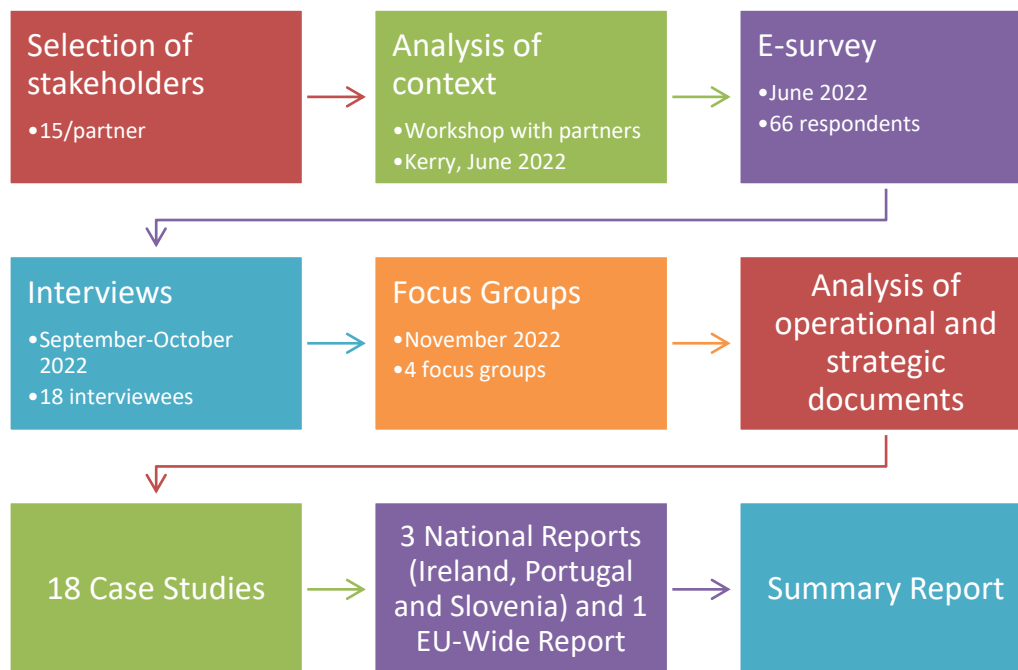 Selection of
stakeholders
•15/partner
Analysis of
context
•Workshop with partners
•Kerry, June 2022
E-survey
•June 2022
•66 respondents
Interviews
•September-October
2022
•18 interviewees
Focus Groups
•November 2022
•4 focus groups
Analysis of
operational and
strategic
documents
18 Case Studies
3 National Reports
(Ireland, Portugal
and Slovenia) and 1
EU-Wide Report
Summary Report